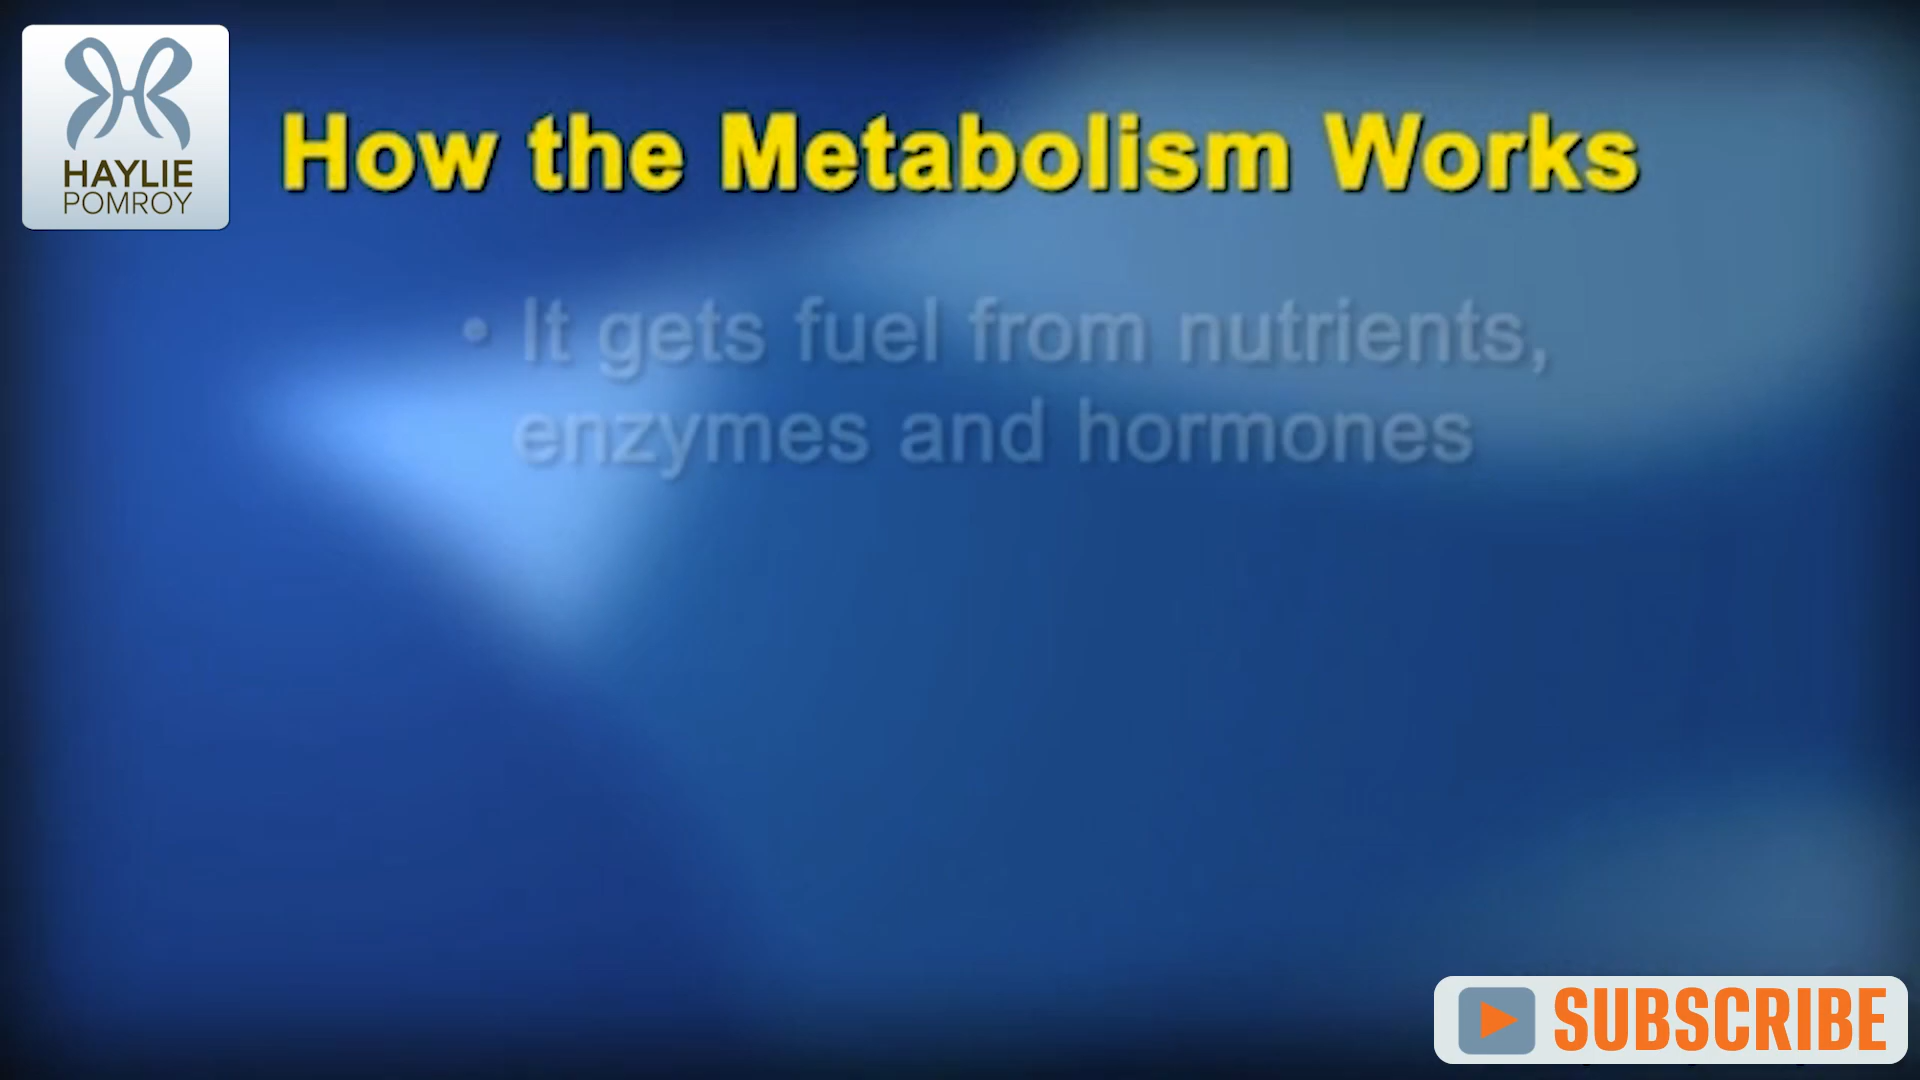 HAYLIE
POMROY
How the Metabolism Works
• It gets fuel from nutrients,
enzymes and hormones
SUBSCRIBE